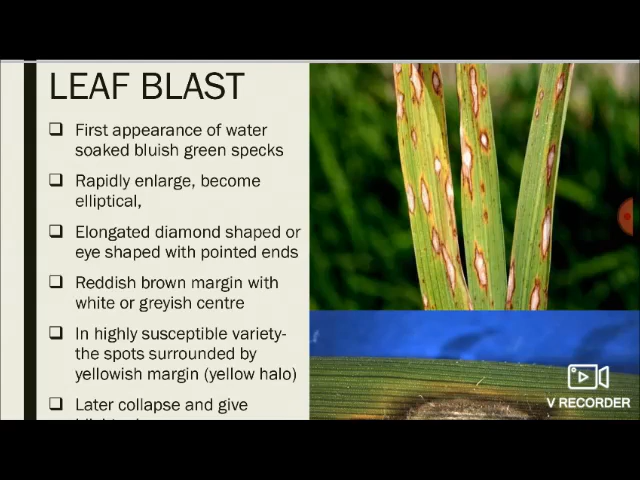 LEAF BLAST
❑ First appearance of water
soaked bluish green specks
❑ Rapidly enlarge, become
elliptical,
❑ Elongated diamond shaped or
eye shaped with pointed ends
❑ Reddish brown margin with
white or greyish centre
❑ In highly susceptible variety-
the spots surrounded by
yellowish margin (yellow halo)
❑ Later collapse and give
V RECORDER